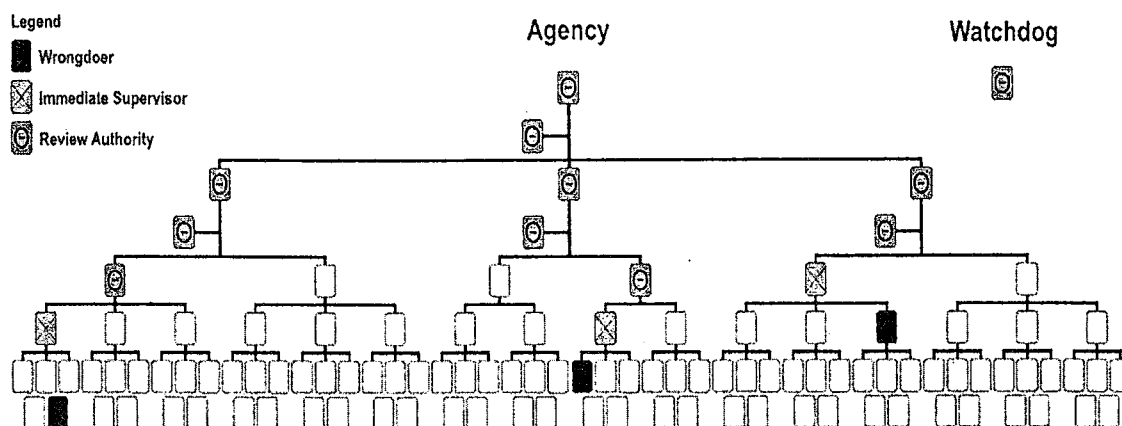 Legend
Agency
Watchdog
Wrongdoer
Immediate Supervisor
Review Authority